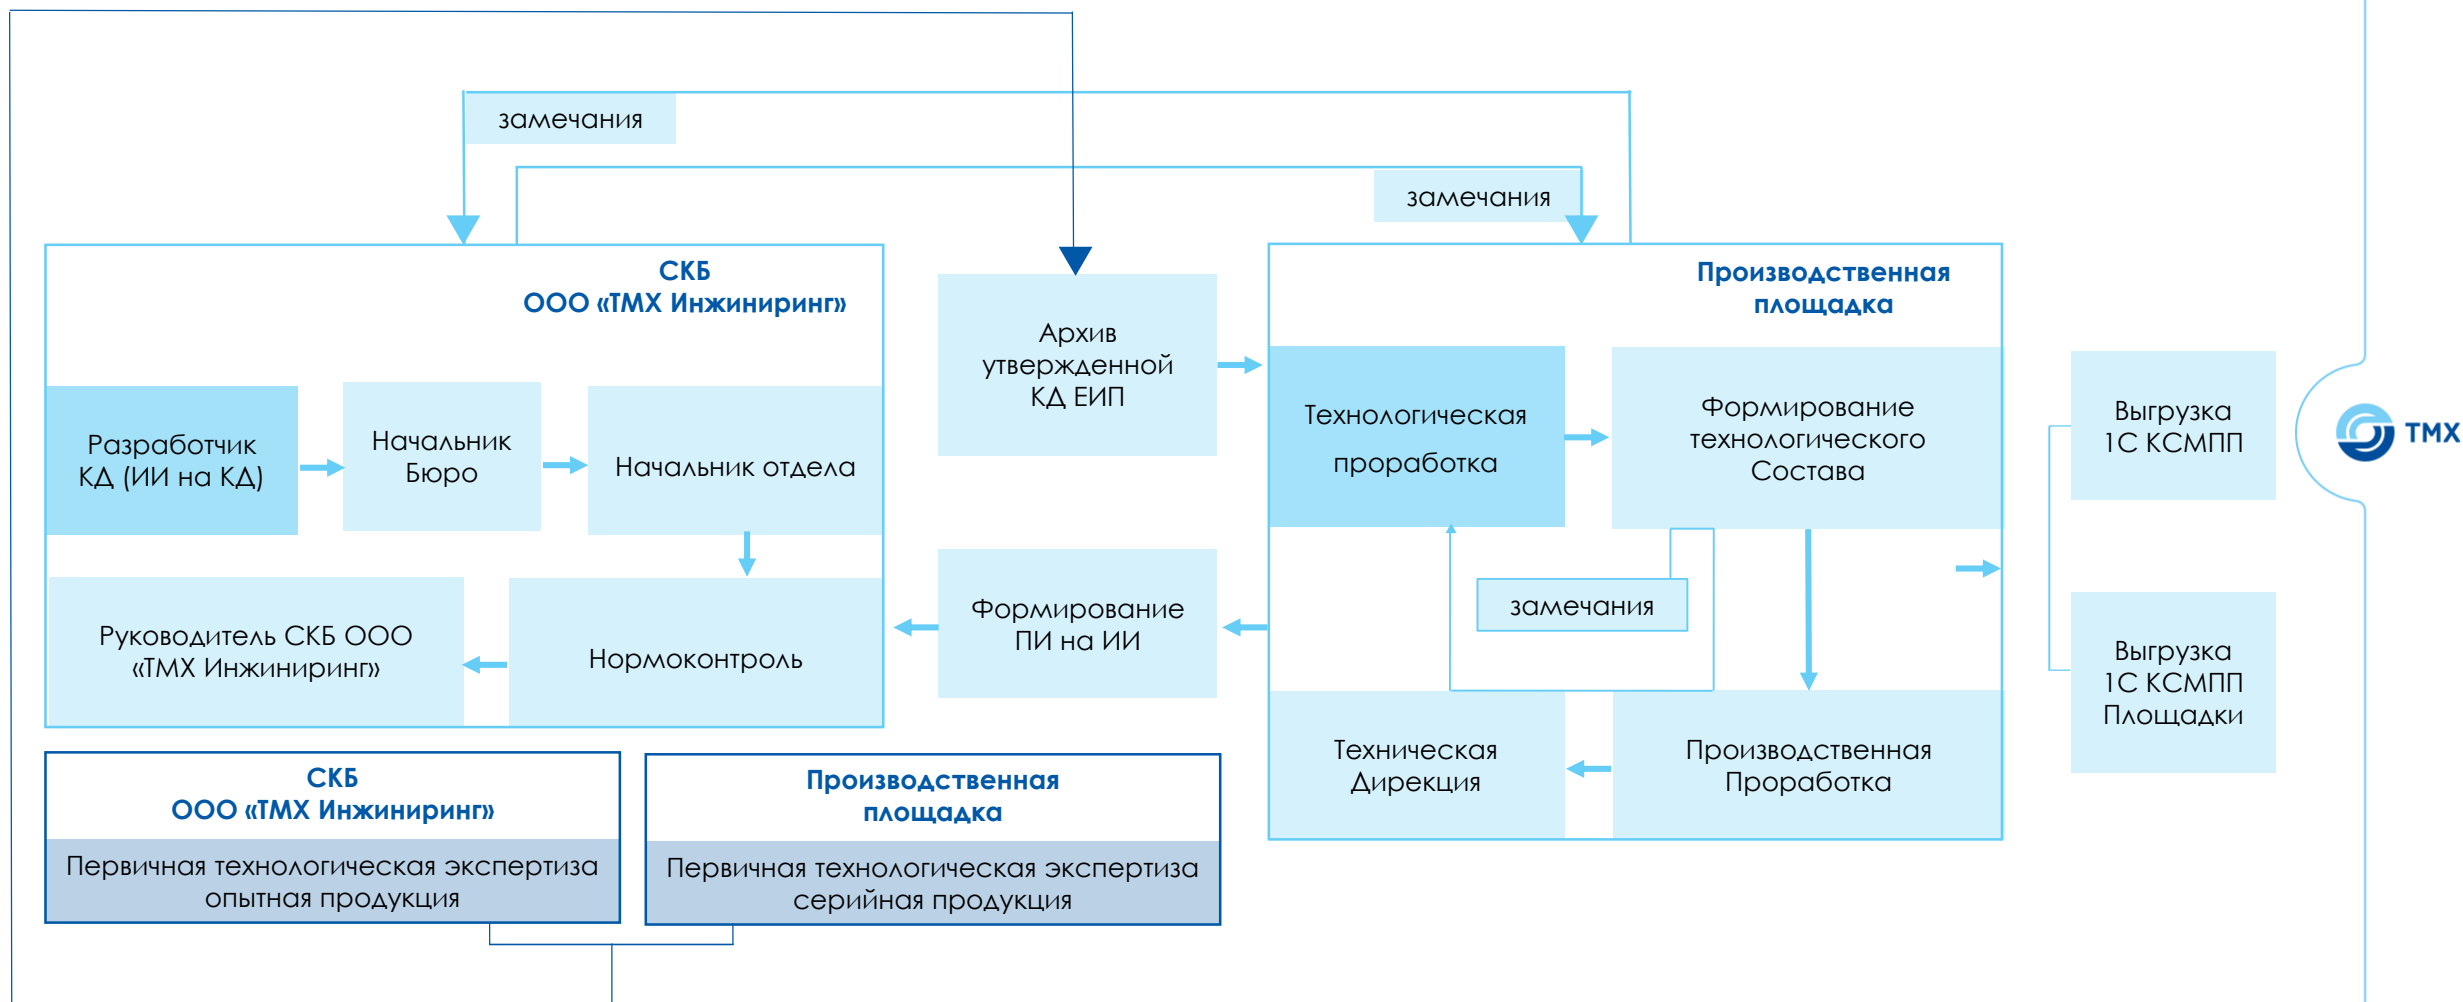 замечания
замечания
СКБ
ООО «ТМХ Инжиниринг»
Разработчик
КД (ИИ на КД)
Начальник
Бюро
Начальник отдела
Руководитель СКБ ООО
«ТМХ Инжиниринг»
Нормоконтроль
Архив
утвержденной
КД ЕИП
Формирование
ПИ на ИИ
Производственная
площадка
Технологическая
проработка
Формирование
технологического
Состава
замечания
Техническая
Дирекция
Производственная
Проработка
Выгрузка
1С КСМПП
Выгрузка
1С КСМПП
Площадки
ТМХ
СКБ
ООО «ТМХ Инжиниринг»
Первичная технологическая экспертиза
опытная продукция
Производственная
площадка
Первичная технологическая экспертиза
серийная продукция